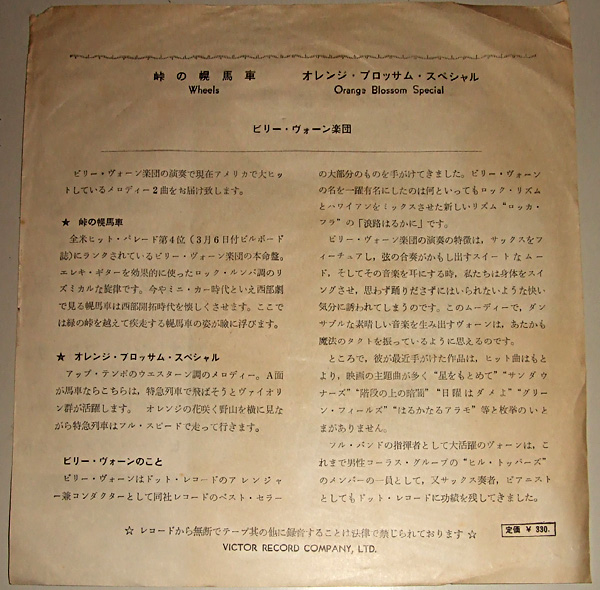 峠の幌馬車
Wheels
オレンジ・ブロッサム・スペシャル
Orange Blossom Special
ビリー・ヴォーン楽団
ビリー・ヴォーン楽団の演奏で現在アメリカで大ヒッ
トしているメロディー2曲をお届け致します。
★ 峠の幌馬車
全米ヒット・パレード第4位（3月6日付ビルボード
誌）にランクされているビリー・ヴォーン楽団の本命盤。
エレキ・ギターを効果的に使ったロック・ルンバ調のリ
ズミカルな旋律です。今やミニ・カー時代といえ西部劇
で見る幌馬車は西部開拓時代を懐しくさせます。ここで
は緑の峠を越えて疾走する幌馬車の姿が瞼に浮びます。
★ オレンジ・ブロッサム・スペシャル
アップ・テンポのウエスターン調のメロディー。A面
が馬車ならこちらは、特急列車で飛ばそうとヴァイオリ
ン群が活躍します。 オレンジの花咲く野山を横に見な
がら特急列車はフル・スピードで走って行きます。
ビリー・ヴォーンのこと
ビリー・ヴォーンはドット・レコードのアレンジャ
ー兼コンダクターとして同社レコードのベスト・セラー
の大部分のものを手がけてきました。ビリー・ヴォーン
の名を一躍有名にしたのは何といってもロック・リズム
とハワイアンをミックスさせた新しいリズム“ロッカ・
フラ”の「浪路はるかに」です。
ビリー・ヴォーン楽団の演奏の特徴は、サックスをフ
ィーチュアし、弦の合奏がかもし出すスイートなムー
ド、そしてその音楽を耳にする時、私たちは身体をスイ
ングさせ、思わず踊りださずにはいられないような快い
気分に誘われてしまうのです。このムーディーで、ダン
サブルな素晴しい音楽を生み出すヴォーンは、あたかも
魔法のタクトを振っているように思えるのです。
ところで、彼が最近手がけた作品は、ヒット曲はもと
より、映画の主題曲が多く“星をもとめて”“サンダウ
ナーズ”“階段の上の暗闇”“日曜はダメよ”“グリー
ン・フィールズ”“はるかなるアラモ”等と枚挙のいと
まがありません。
フル・バンドの指揮者として大活躍のヴォーンは、こ
れまで男性コーラス・グループの“ヒル・トッパーズ”
のメンバーの一員として、又サックス奏者、ピアニスト
としてもドット・レコードに功績を残してきました。
☆ レコードから無断でテープ其の他に録音することは法律で禁じられております ☆
定価 ¥ 330.
VICTOR RECORD COMPANY, LTD.